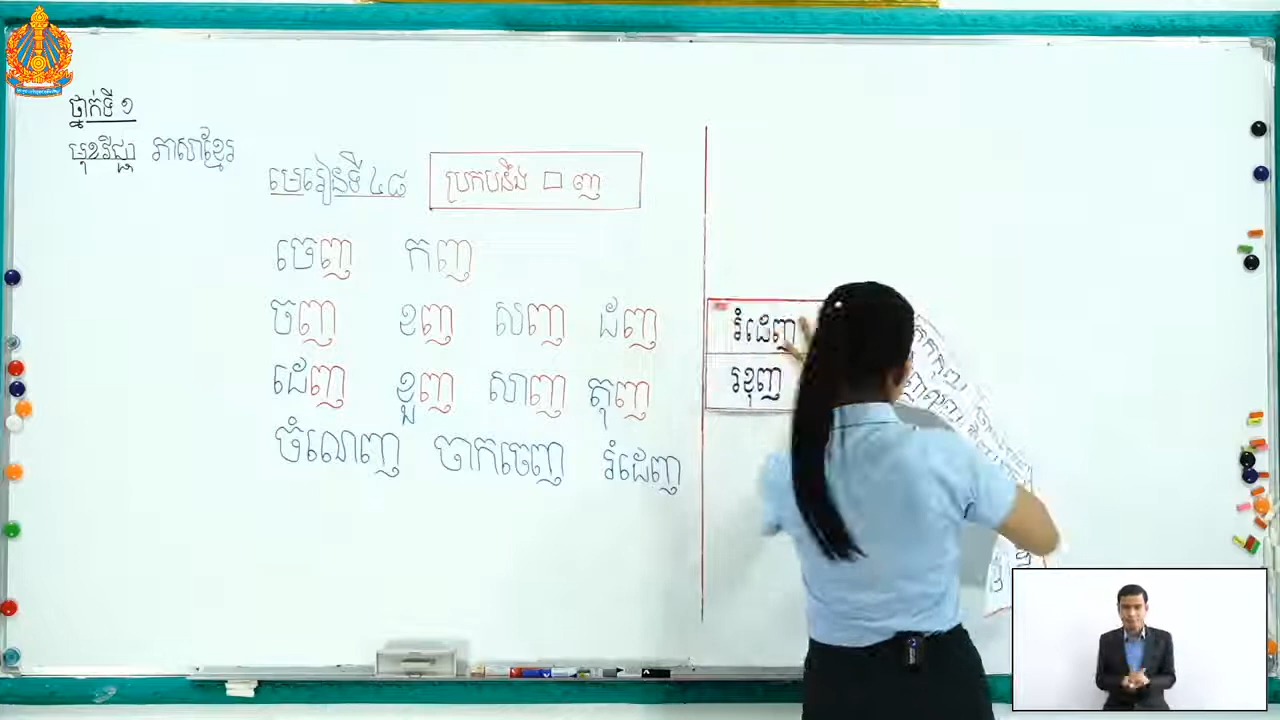 ថ្នាក់ទី ១
មុខវិជ្ជា ភាសាខ្មែរ
មេរៀនទី ៤៨ ប្រកបនឹង □ ញ
ចេញ កញ
ចញ ខញ សញ ដញ
ដេញ ខ្ញញ សាញ តុញ
ចំណេញ ចាកចេញ រំដេញ
រំដេញ
រខុញ